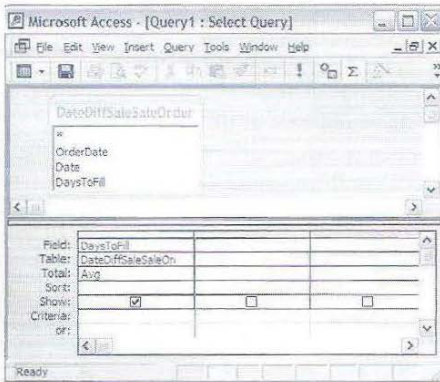 Microsoft Access - [Query1 : Select Query]
File Edit View Insert Query Tools Window Help
DateDiffSaleSaleOrder
*
OrderDate
Date
DaysToFill
Field: DaysToFill
Table: DateDiffSaleSaleOr
Total: Avg
Sort:
Show:
Criteria:
or:
Ready